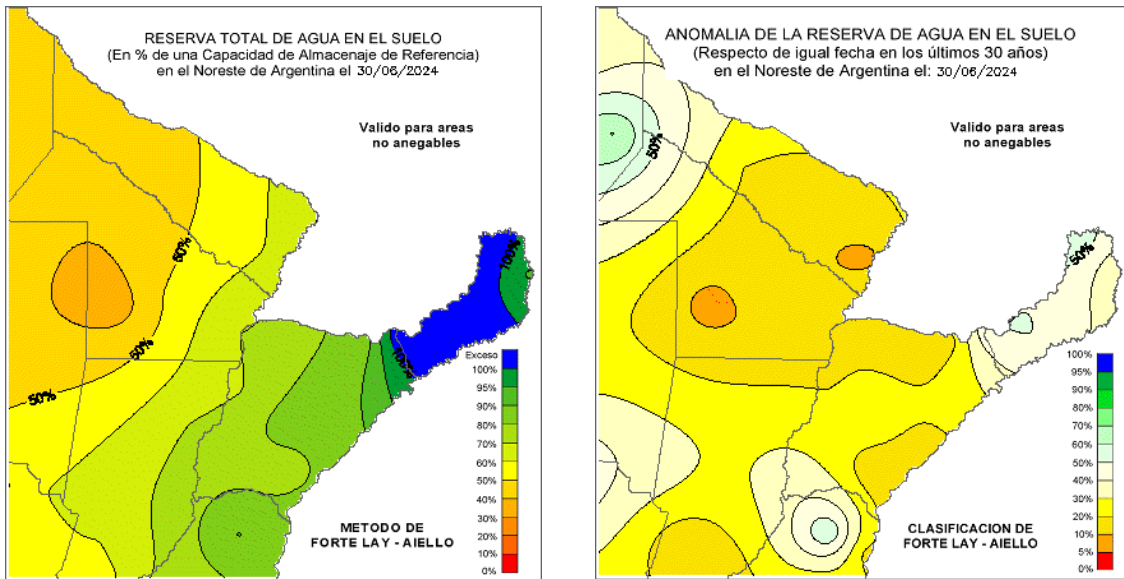 RESERVA TOTAL DE AGUA EN EL SUELO
(En % de una Capacidad de Almacenaje de Referencia)
en el Noreste de Argentina el 30/06/2024
Valido para areas
no anegables
50%
50%
50%
100%
100%
Exceso
100%
95%
90%
80%
70%
60%
50%
40%
30%
20%
10%
0%
METODO DE
FORTE LAY - AIELLO
ANOMALIA DE LA RESERVA DE AGUA EN EL SUELO
(Respecto de igual fecha en los últimos 30 años)
en el Noreste de Argentina el: 30/06/2024
Valido para areas
no anegables
50%
50%
100%
95%
90%
80%
70%
60%
50%
40%
30%
20%
10%
5%
0%
CLASIFICACION DE
FORTE LAY - AIELLO